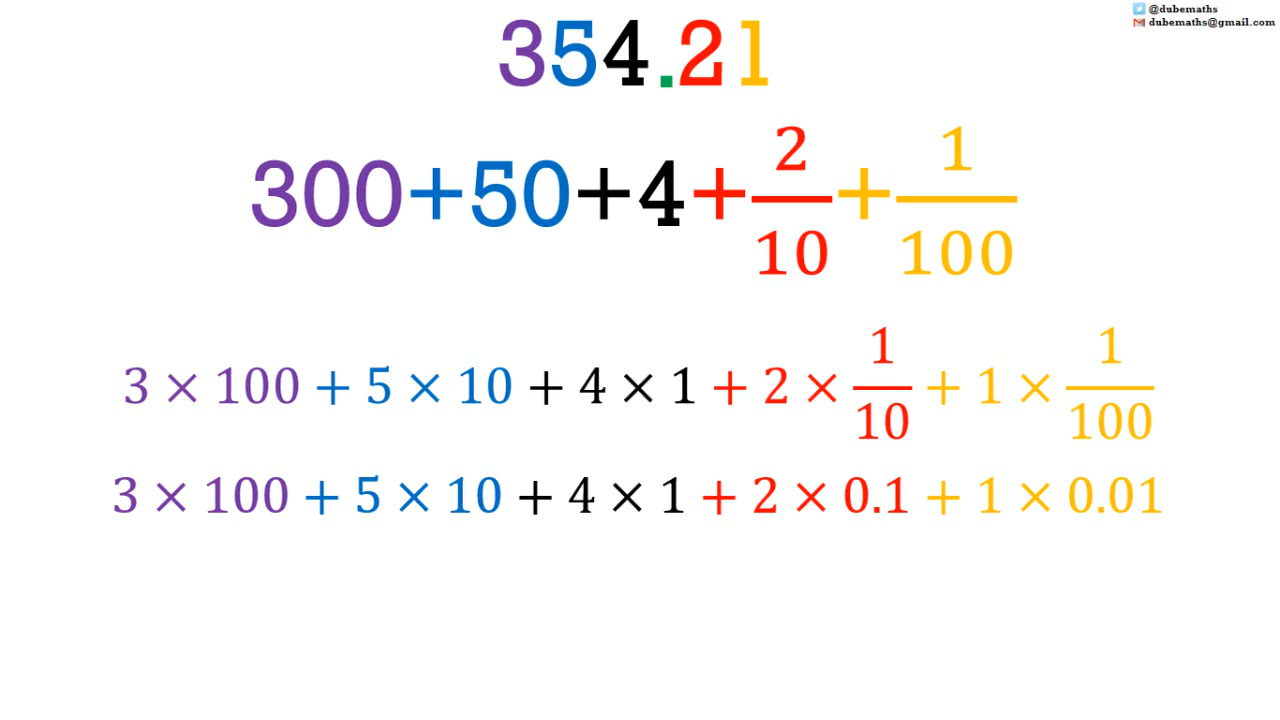 @dubemaths
dubemaths@gmail.com
354.21
300+50+4+2/10+1/100
3 × 100 + 5 × 10 + 4 × 1 + 2 × 1/10 + 1 × 1/100
3 × 100 + 5 × 10 + 4 × 1 + 2 × 0.1 + 1 × 0.01